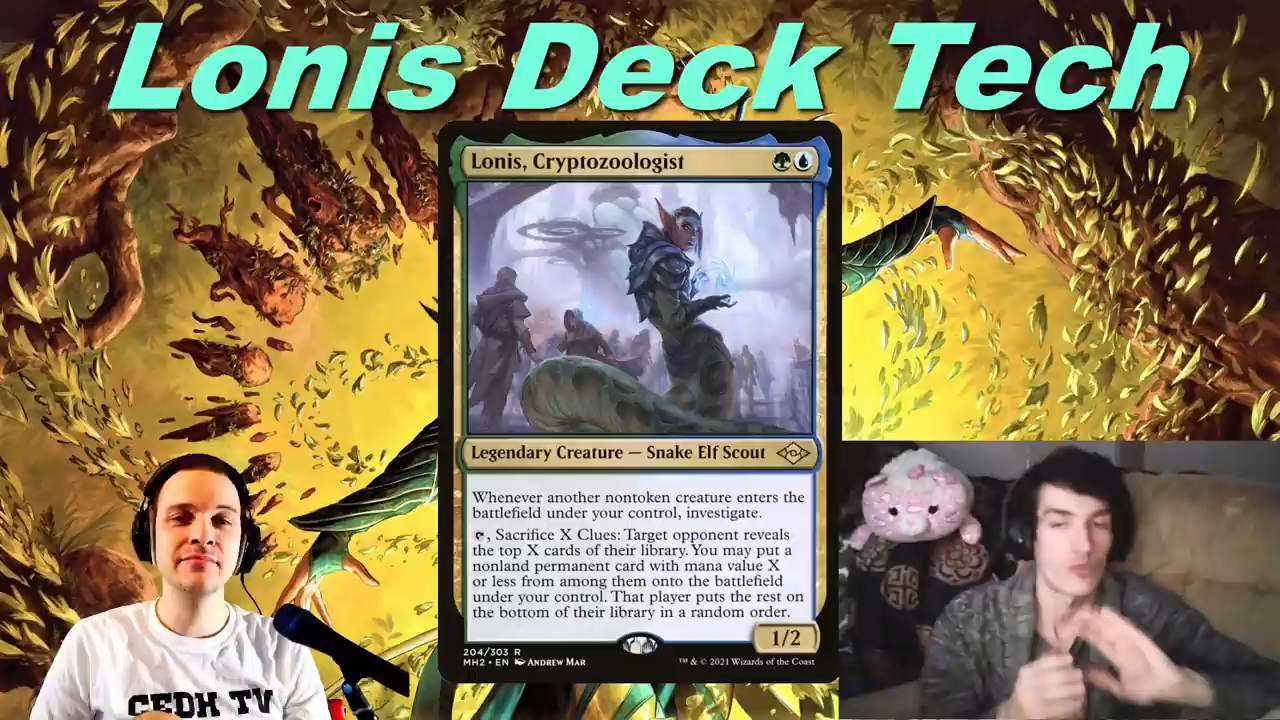 Lonis Deck Tech
Lonis, Cryptozoologist
Legendary Creature — Snake Elf Scout
Whenever another nontoken creature enters the
battlefield under your control, investigate.
, Sacrifice X Clues: Target opponent reveals
the top X cards of their library. You may put a
nonland permanent card with mana value X
or less from among them onto the battlefield
under your control. That player puts the rest on
the bottom of their library in a random order.
1/2
204/303 R
MH2 • EN Andrew Mar
™ & © 2021 Wizards of the Coast
CEDH TV